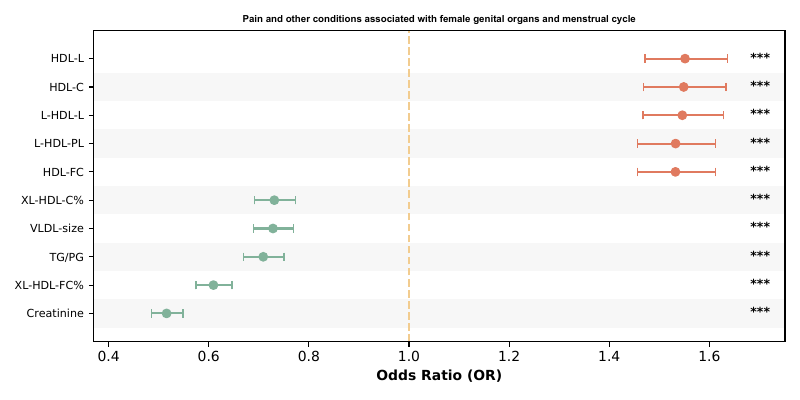 Pain and other conditions associated with female genital organs and menstrual cycle
HDL-L ***
HDL-C ***
L-HDL-L ***
L-HDL-PL ***
HDL-FC ***
XL-HDL-C% ***
VLDL-size ***
TG/PG ***
XL-HDL-FC% ***
Creatinine ***
0.4 0.6 0.8 1.0 1.2 1.4 1.6
Odds Ratio (OR)